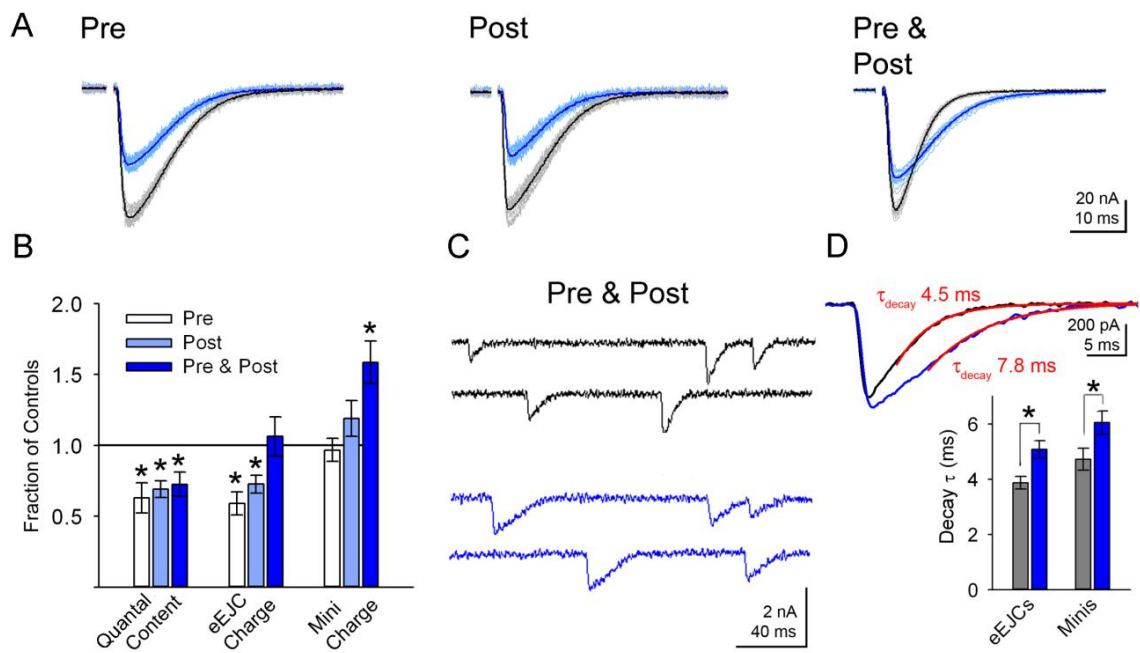 A
Pre
Post
Pre &
Post
20 nA
10 ms
B
2.0
1.5
1.0
0.5
Fraction of Controls
Pre
Post
Pre & Post
* * *
* *
*
Quantal
Content
eEJC
Charge
Mini
Charge
C
Pre & Post
2 nA
40 ms
D
τdecay 4.5 ms
τdecay 7.8 ms
200 pA
5 ms
*
*
6
4
2
0
Decay τ (ms)
eEJCs
Minis